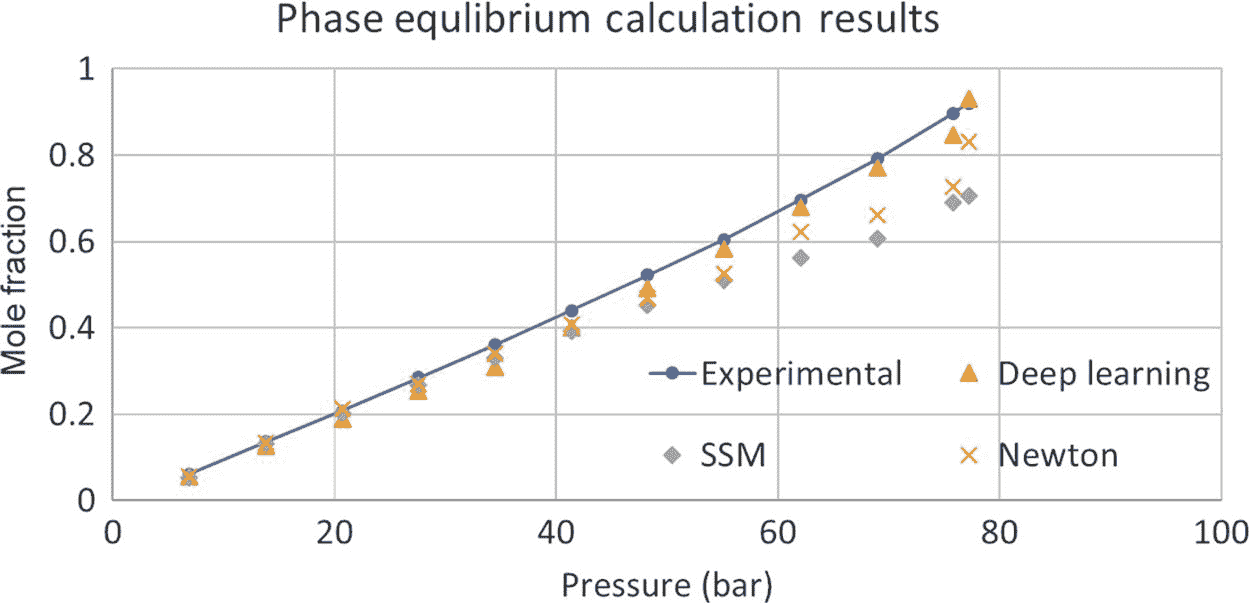 Phase equlibrium calculation results
1
0.8
0.6
0.4
0.2
0
0 20 40 60 80 100
Mole fraction
Pressure (bar)
Experimental Deep learning
SSM Newton